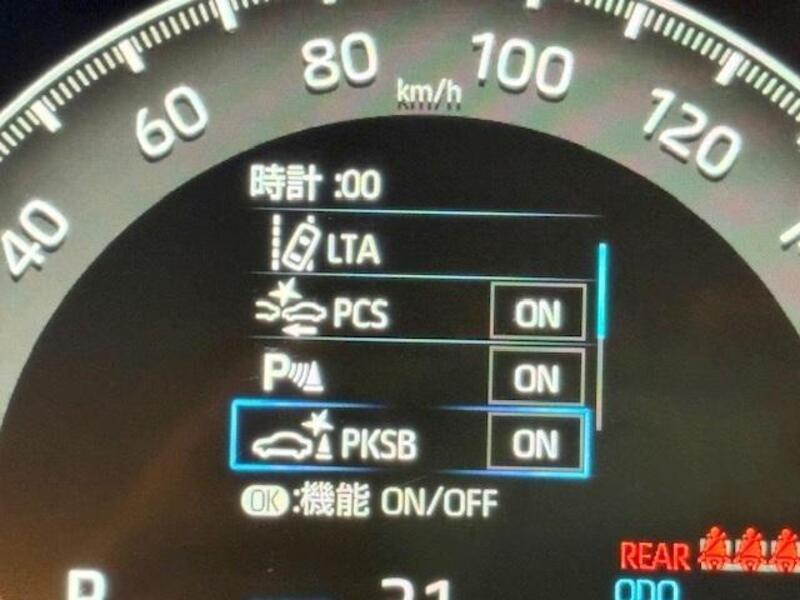 80
100
km/h
60
120
40
時計 :00
LTA
PCS ON
P ON
PKSB ON
OK:機能 ON/OFF
REAR